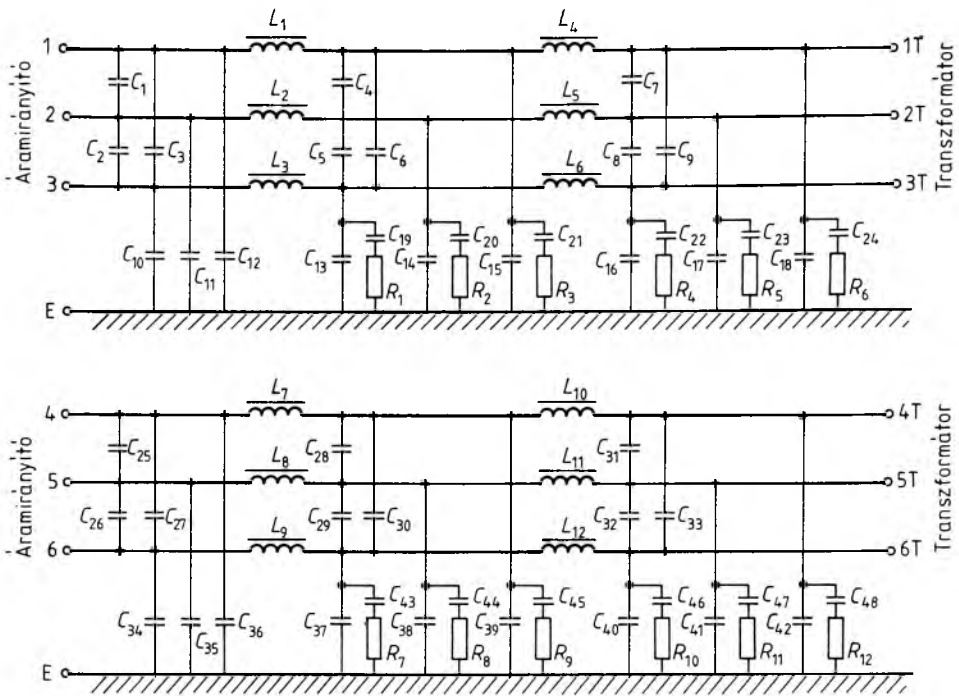 L₁ L₄
1 1T
C₁ C₄ C₇
L₂ L₅
2 2T
C₂ C₃ C₅ C₆ C₈ C₉
L₃ L₆
3 3T
Áramirányító
Transzformátor
C₁₉ C₂₀ C₂₁ C₂₂ C₂₃ C₂₄
C₁₀ C₁₁ C₁₂ C₁₃ C₁₄ C₁₅ C₁₆ C₁₇ C₁₈
R₁ R₂ R₃ R₄ R₅ R₆
E
L₇ L₁₀
4 4T
C₂₅ C₂₈ C₃₁
L₈ L₁₁
5 5T
C₂₆ C₂₇ C₂₉ C₃₀ C₃₂ C₃₃
L₉ L₁₂
6 6T
Áramirányító
Transzformátor
C₄₃ C₄₄ C₄₅ C₄₆ C₄₇ C₄₈
C₃₄ C₃₅ C₃₆ C₃₇ C₃₈ C₃₉ C₄₀ C₄₁ C₄₂
R₇ R₈ R₉ R₁₀ R₁₁ R₁₂
E